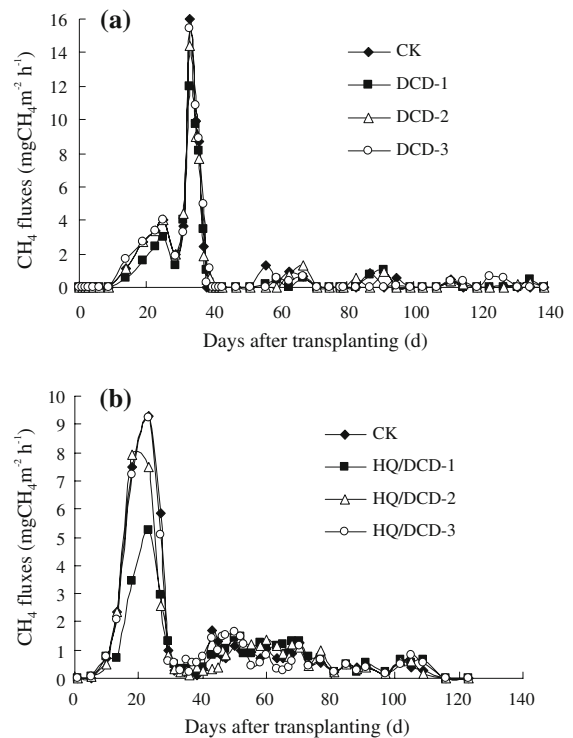 (a)
16
14
12
10
8
6
4
2
0
CH₄ fluxes (mgCH₄m⁻² h⁻¹)
CK
DCD-1
DCD-2
DCD-3
0 20 40 60 80 100 120 140
Days after transplanting (d)
(b)
10
9
8
7
6
5
4
3
2
1
0
CH₄ fluxes (mgCH₄m⁻² h⁻¹)
CK
HQ/DCD-1
HQ/DCD-2
HQ/DCD-3
0 20 40 60 80 100 120 140
Days after transplanting (d)